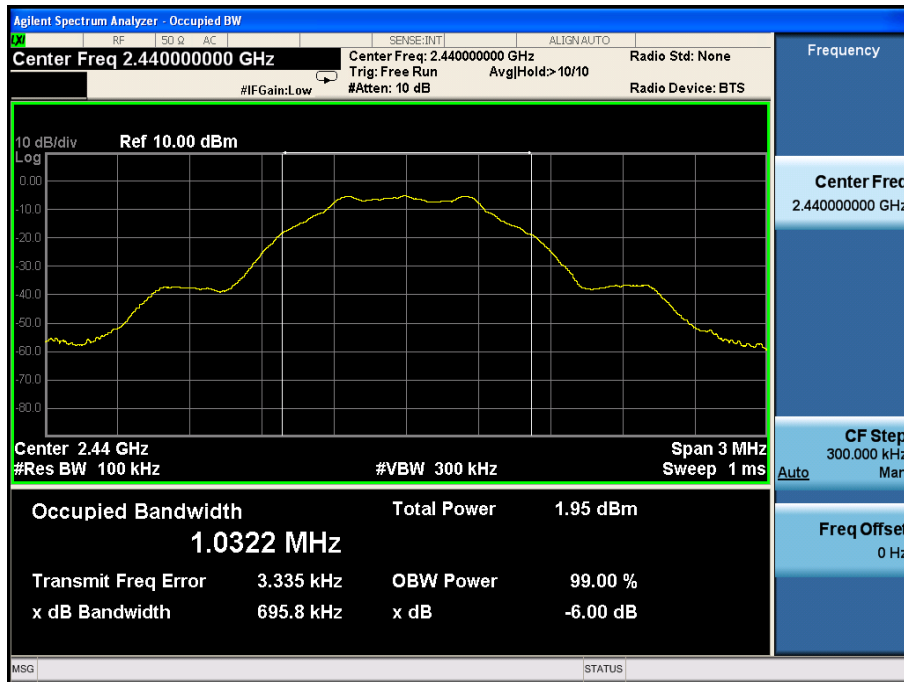 Agilent Spectrum Analyzer - Occupied BW
LXI RF 50 Ω AC SENSE:INT ALIGN AUTO
Center Freq 2.440000000 GHz
Center Freq: 2.440000000 GHz Radio Std: None
Trig: Free Run Avg|Hold:> 10/10
#IFGain:Low #Atten: 10 dB Radio Device: BTS
10 dB/div Ref 10.00 dBm
Log
0.00
-10.0
-20.0
-30.0
-40.0
-50.0
-60.0
-70.0
-80.0
Center 2.44 GHz Span 3 MHz
#Res BW 100 kHz #VBW 300 kHz Sweep 1 ms
Occupied Bandwidth Total Power 1.95 dBm
1.0322 MHz
Transmit Freq Error 3.335 kHz OBW Power 99.00 %
x dB Bandwidth 695.8 kHz x dB -6.00 dB
MSG STATUS
Frequency
Center Freq
2.440000000 GHz
CF Step
300.000 kHz
Auto Man
Freq Offset
0 Hz